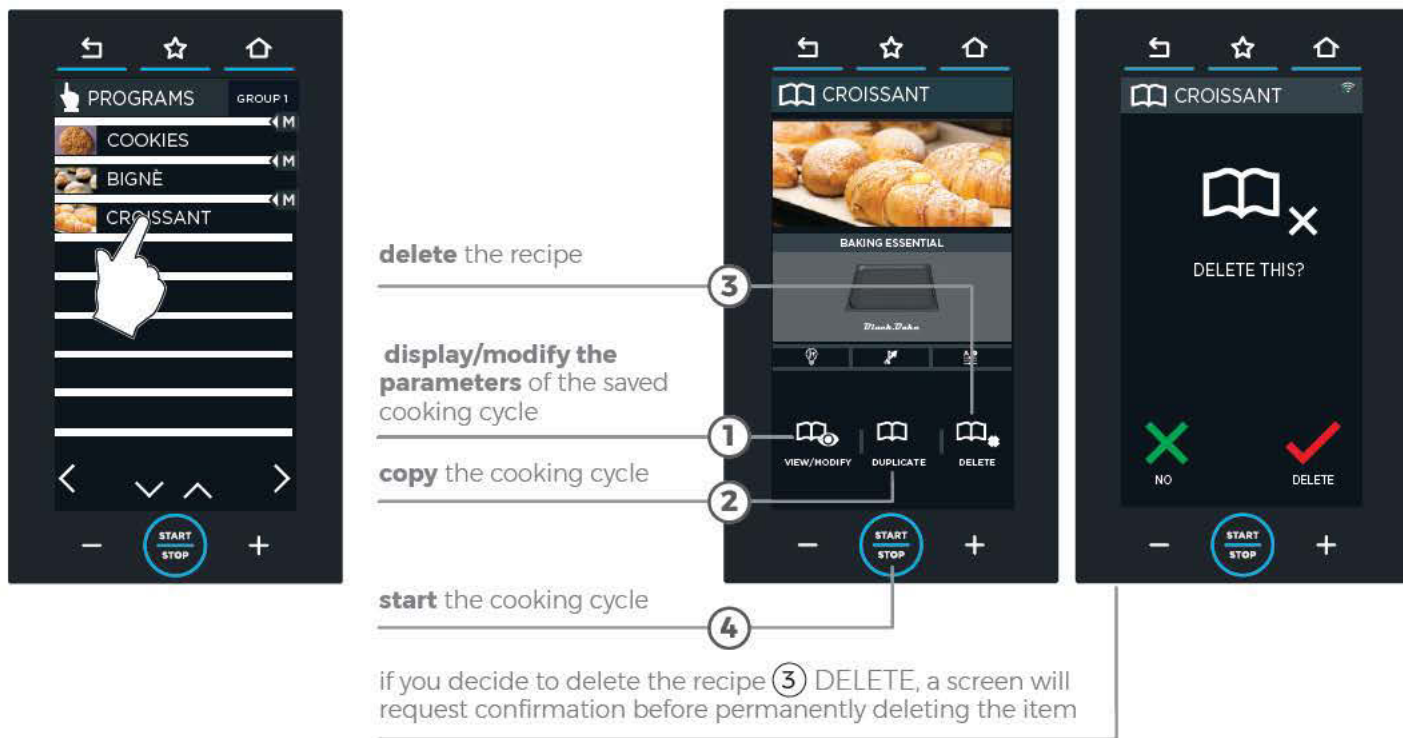 PROGRAMS
GROUP 1
M
COOKIES
M
BIGNÈ
M
CROISSANT
START
STOP
delete the recipe
3
display/modify the
parameters of the saved
cooking cycle
1
copy the cooking cycle
2
start the cooking cycle
4
if you decide to delete the recipe 3 DELETE, a screen will
request confirmation before permanently deleting the item
CROISSANT
BAKING ESSENTIAL
Black.Bake
VIEW/MODIFY
DUPLICATE
DELETE
START
STOP
CROISSANT
DELETE THIS?
NO
DELETE
START
STOP